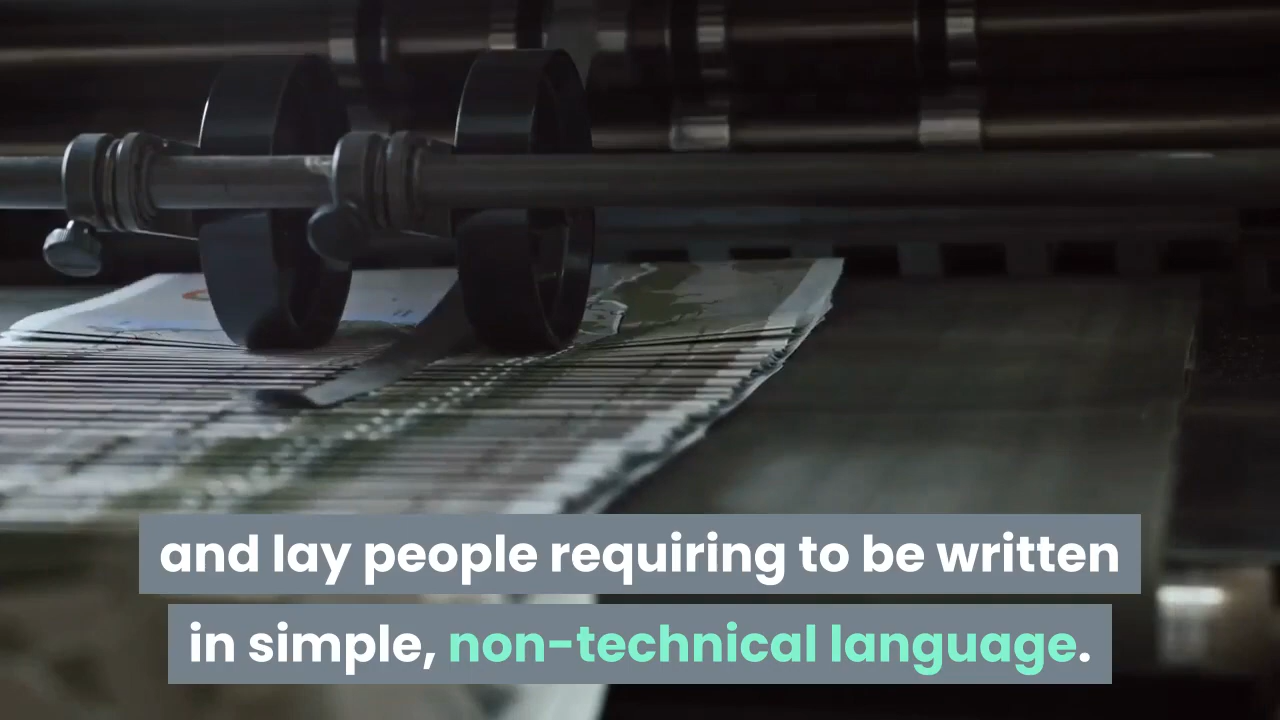 and lay people requiring to be written
in simple, non-technical language.